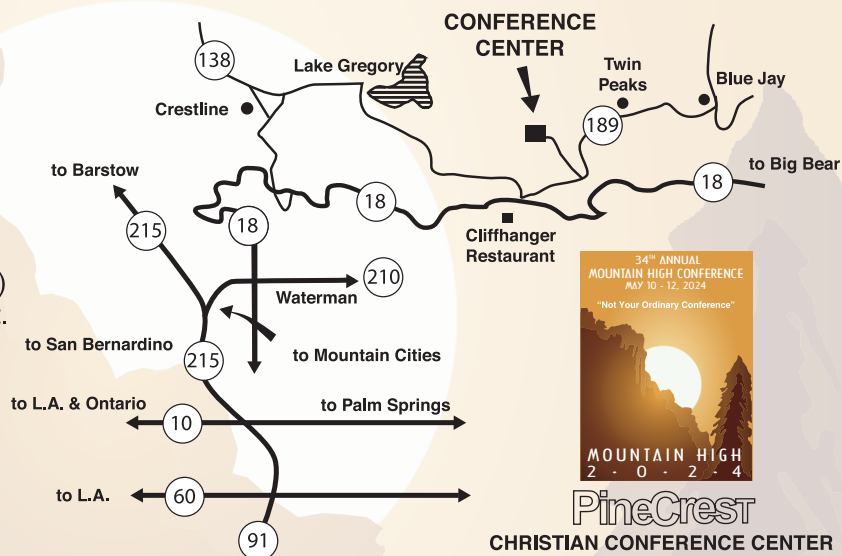 CONFERENCE
CENTER
138
Lake Gregory
Twin
Peaks
Blue Jay
Crestline
189
to Barstow
to Big Bear
18
18
215
18
Cliffhanger
Restaurant
210
Waterman
)
.
to San Bernardino
215
to Mountain Cities
to L.A. & Ontario
10
to Palm Springs
to L.A.
60
91
34TH ANNUAL
MOUNTAIN HIGH CONFERENCE
MAY 10 - 12, 2024
“Not Your Ordinary Conference”
MOUNTAIN HIGH
2 - 0 - 2 - 4
PineCrest
CHRISTIAN CONFERENCE CENTER